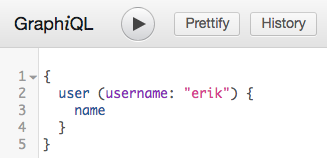 GraphiQL Prettify History
1 {
2 user (username: "erik") {
3 name
4 }
5 }